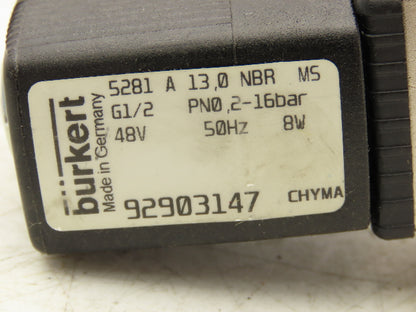 bürkert
Made in Germany
5281 A 13,0 NBR MS
G1/2 PN0,2-16bar
48V 50Hz 8W
92903147 CHYMA